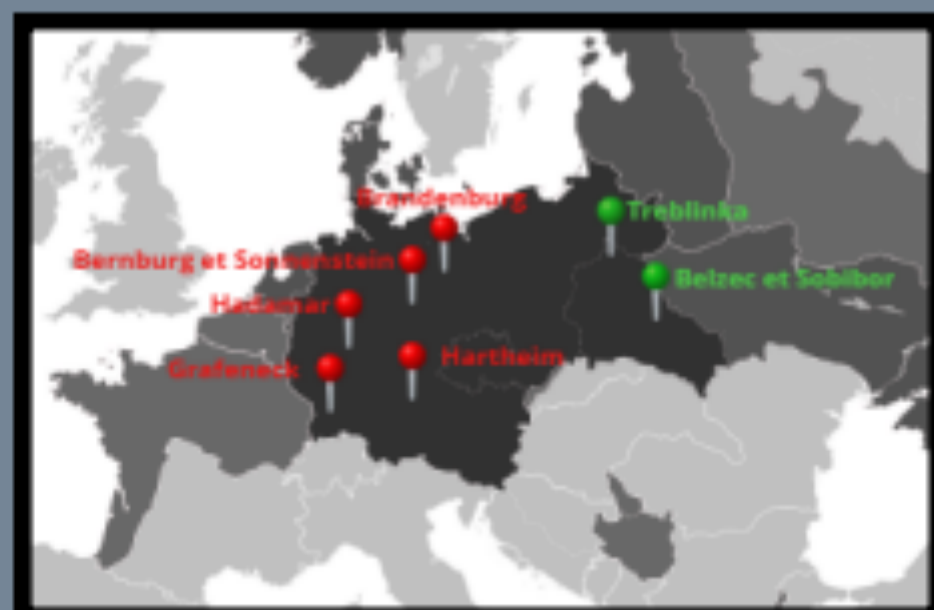 Brandenburg
Treblinka
Bernburg et Sonnenstein
Belzec et Sobibor
Hadamar
Hartheim
Grafeneck